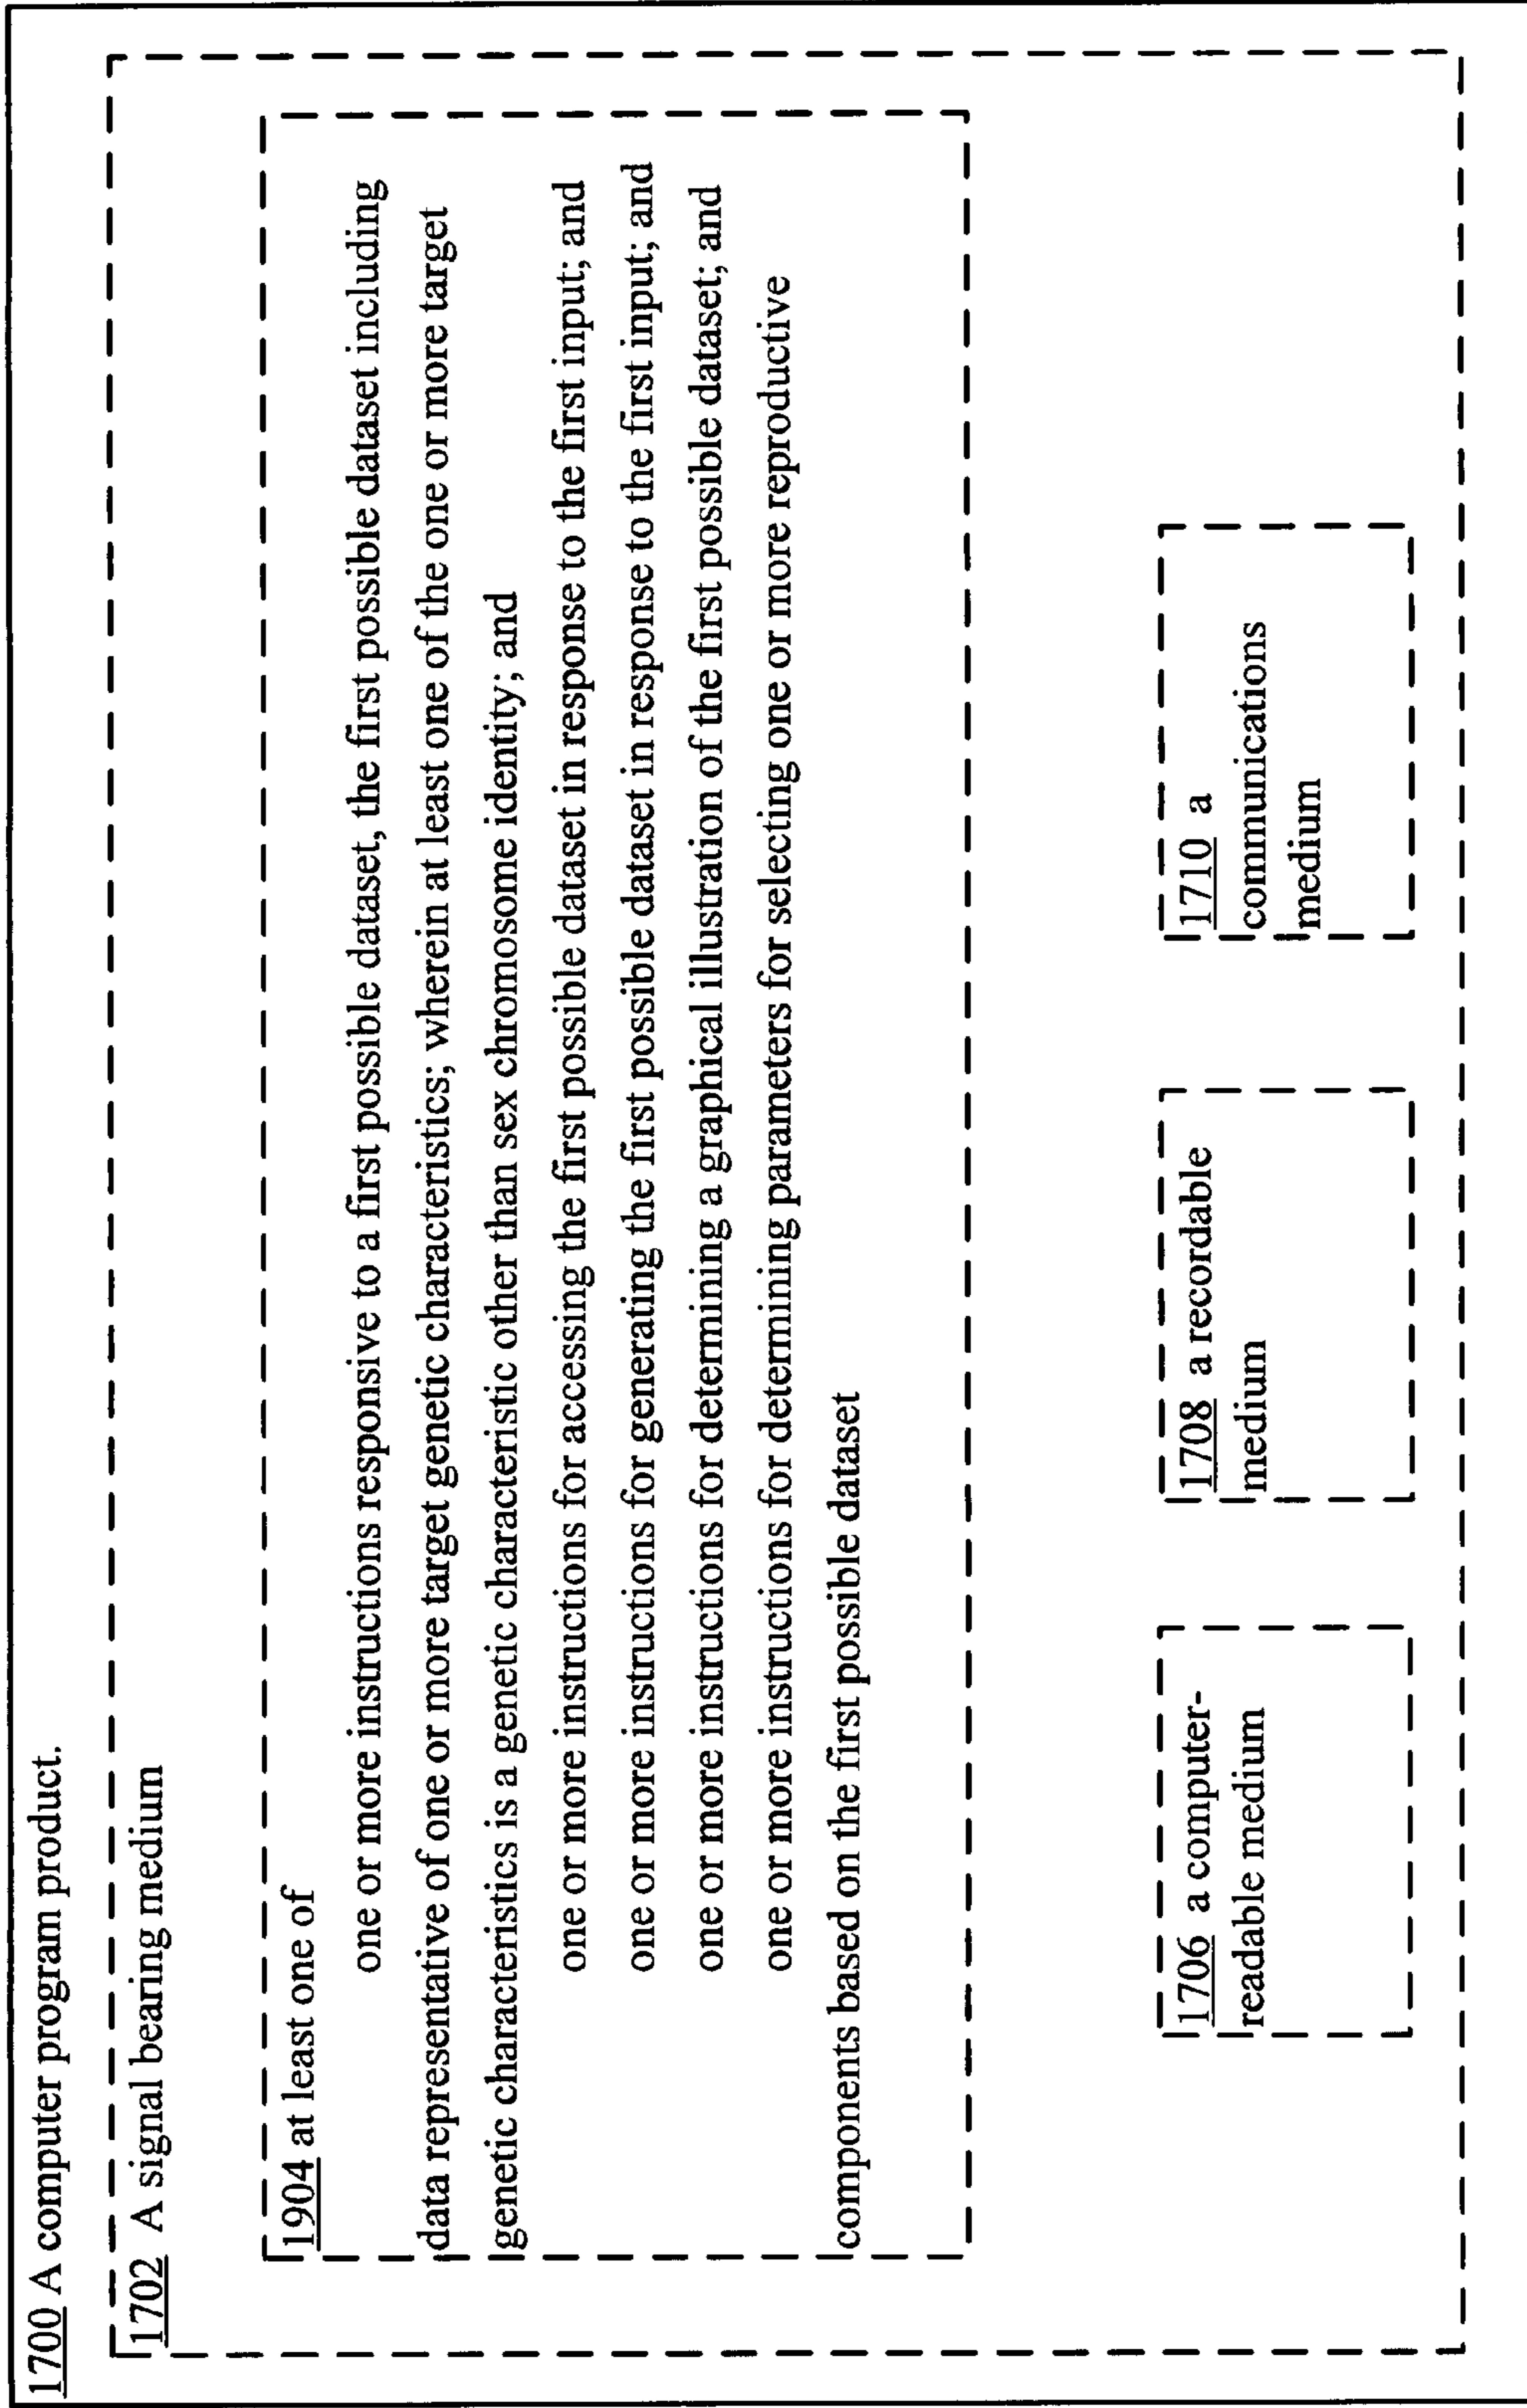 1700 A computer program product.
1702 A signal bearing medium
1904 at least one of
one or more instructions responsive to a first possible dataset, the first possible dataset including
data representative of one or more target genetic characteristics; wherein at least one of the one or more target
genetic characteristics is a genetic characteristic other than sex chromosome identity; and
one or more instructions for accessing the first possible dataset in response to the first input; and
one or more instructions for generating the first possible dataset in response to the first input; and
one or more instructions for determining a graphical illustration of the first possible dataset; and
one or more instructions for determining parameters for selecting one or more reproductive
components based on the first possible dataset
1706 a computer-
readable medium
1708 a recordable
medium
1710 a
communications
medium